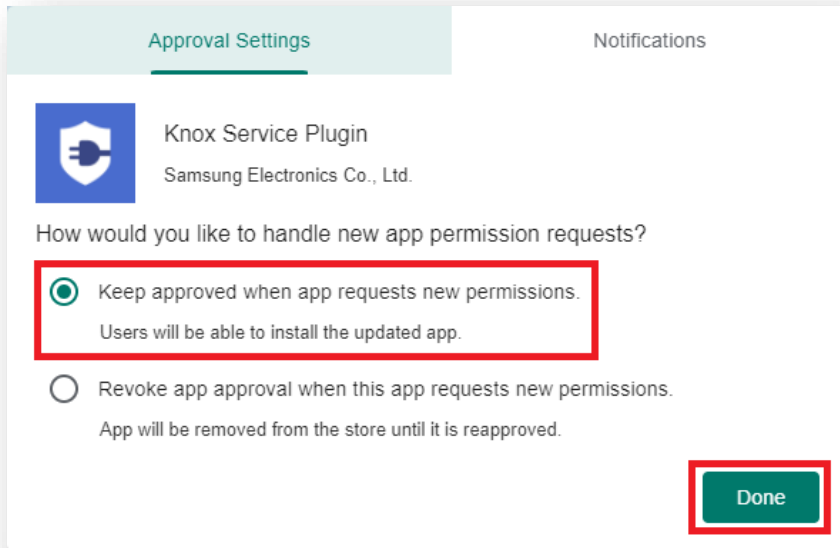 Approval Settings
Notifications
Knox Service Plugin
Samsung Electronics Co., Ltd.
How would you like to handle new app permission requests?
Keep approved when app requests new permissions.
Users will be able to install the updated app.
Revoke app approval when this app requests new permissions.
App will be removed from the store until it is reapproved.
Done